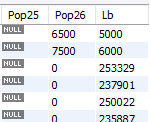 Pop25 Pop26 Lb
NULL 6500 5000
NULL 7500 6000
NULL 0 253329
NULL 0 237901
NULL 0 250022
NULL 0 235887